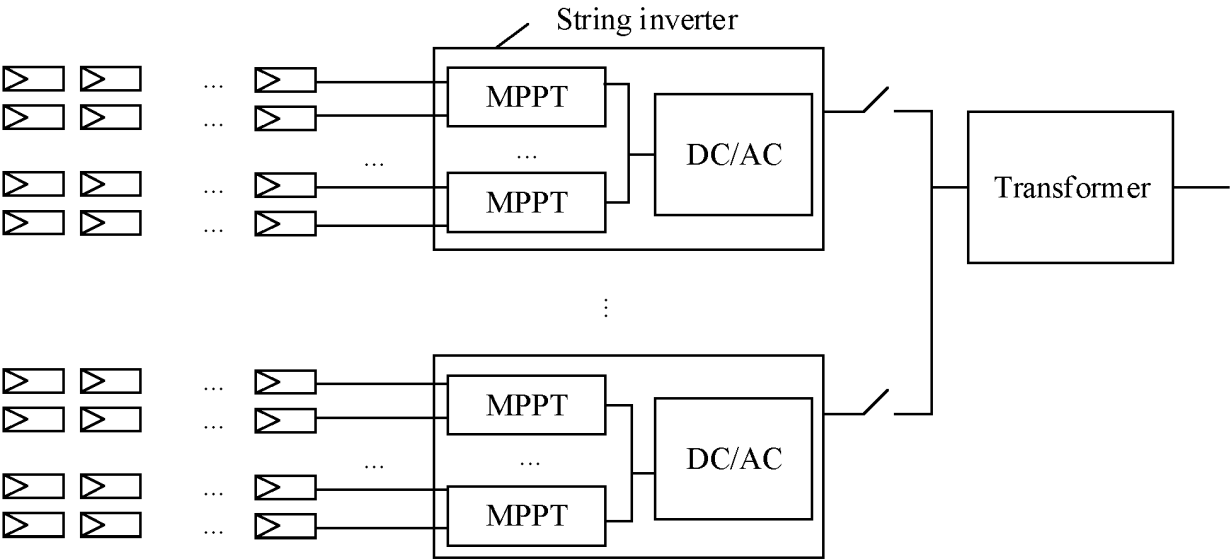 String inverter
MPPT
DC/AC
MPPT
Transformer
MPPT
DC/AC
MPPT